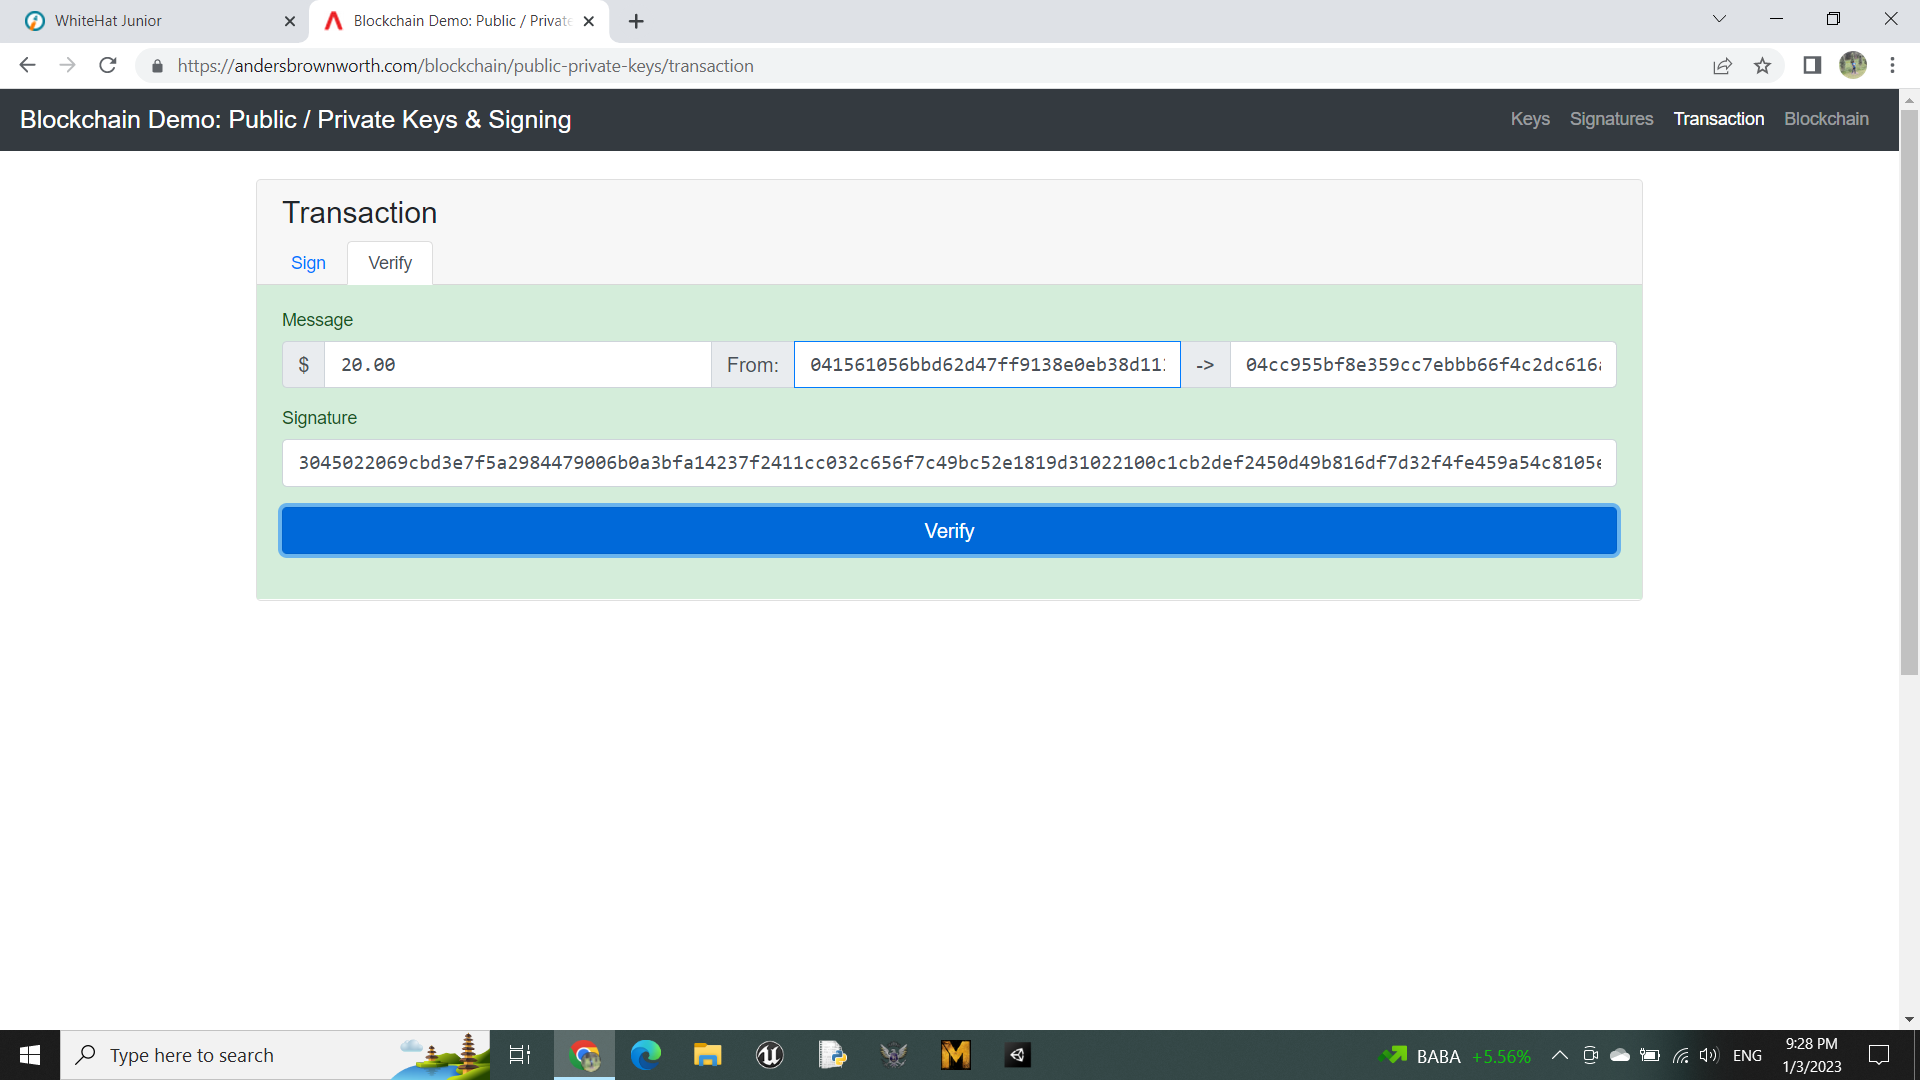 WhiteHat Junior
Blockchain Demo: Public / Private
https://andersbrownworth.com/blockchain/public-private-keys/transaction
Blockchain Demo: Public / Private Keys & Signing
Keys Signatures Transaction Blockchain
Transaction
Sign Verify
Message
$ 20.00 From: 041561056bbd62d47ff9138e0eb38d11 -> 04cc955bf8e359cc7ebbb66f4c2dc616a
Signature
3045022069cbd3e7f5a2984479006b0a3bfa14237f2411cc032c656f7c49bc52e1819d31022100c1cb2def2450d49b816df7d32f4fe459a54c8105e
Verify
Type here to search
BABA +5.56%
ENG
9:28 PM
1/3/2023